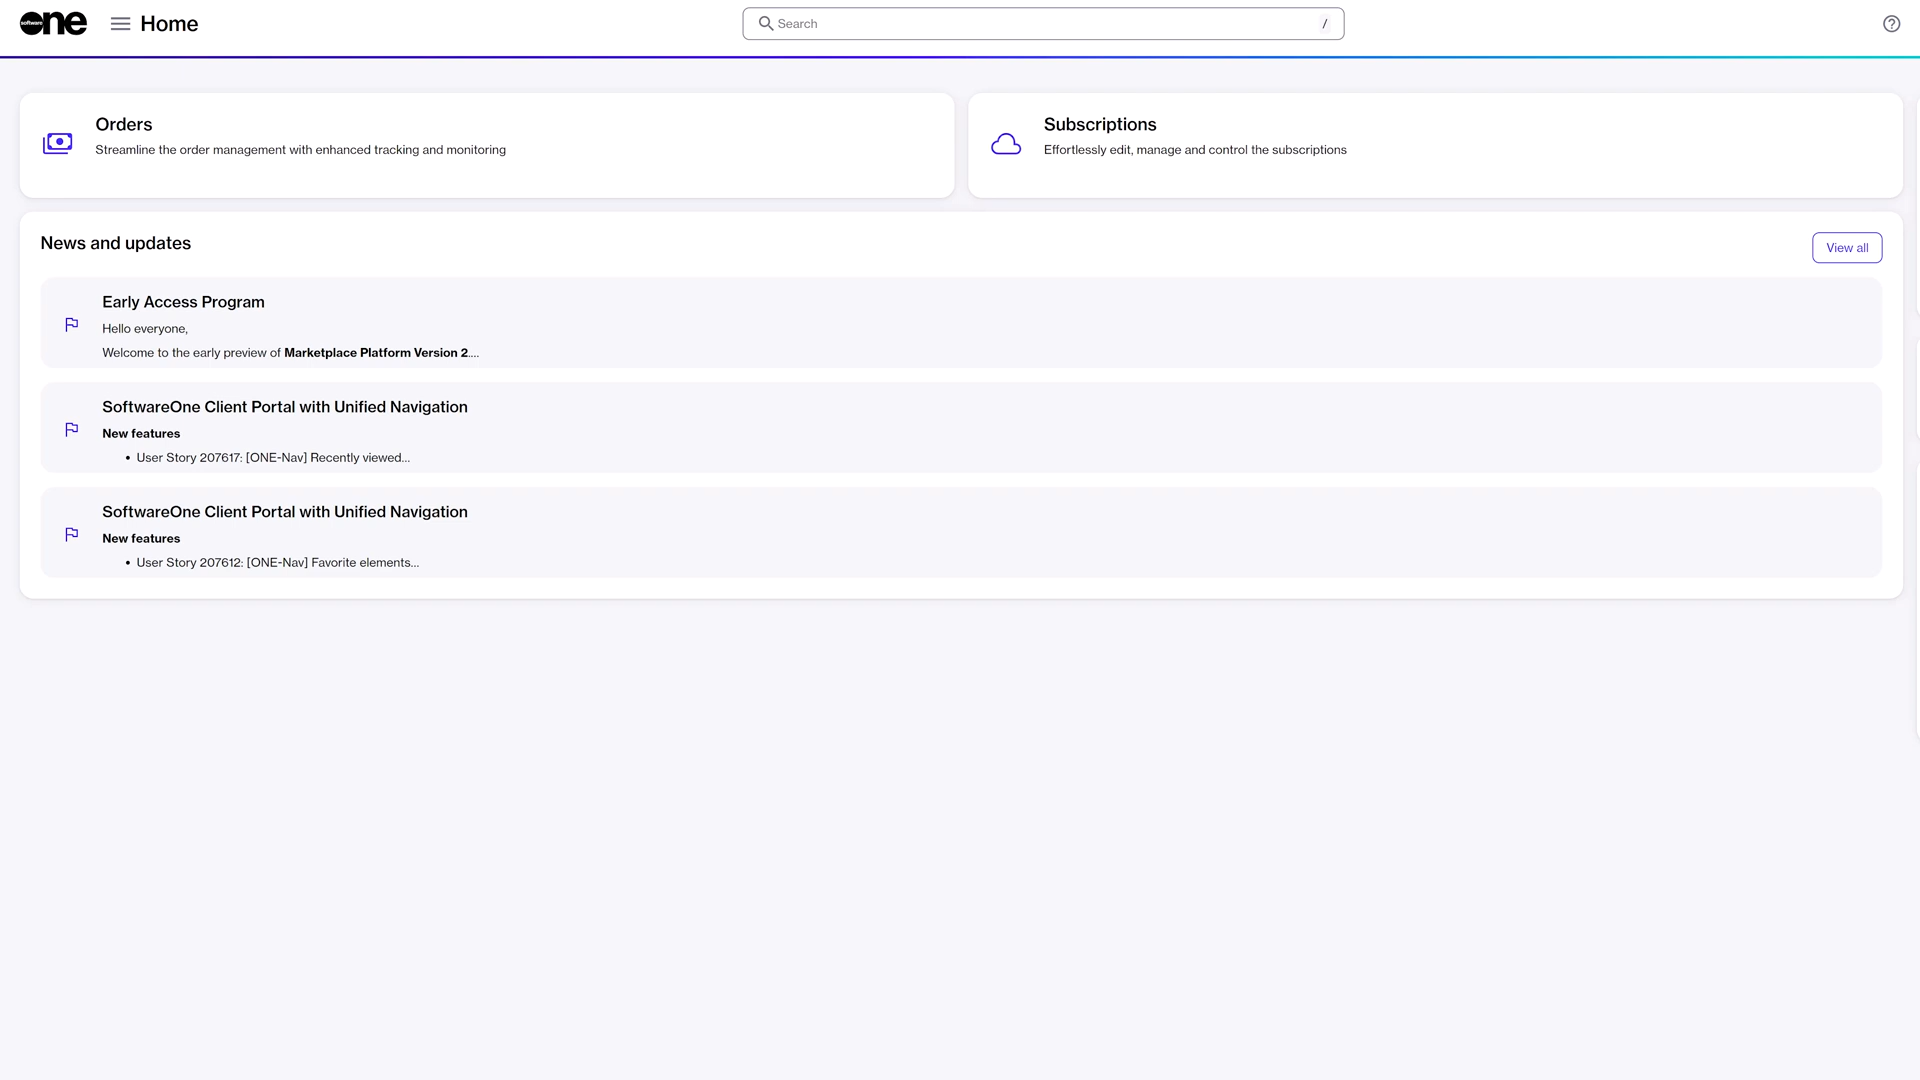 software one
Home
Search
/
Orders
Streamline the order management with enhanced tracking and monitoring
Subscriptions
Effortlessly edit, manage and control the subscriptions
News and updates
View all
Early Access Program
Hello everyone,
Welcome to the early preview of Marketplace Platform Version 2....
SoftwareOne Client Portal with Unified Navigation
New features
• User Story 207617: [ONE-Nav] Recently viewed...
SoftwareOne Client Portal with Unified Navigation
New features
• User Story 207612: [ONE-Nav] Favorite elements...